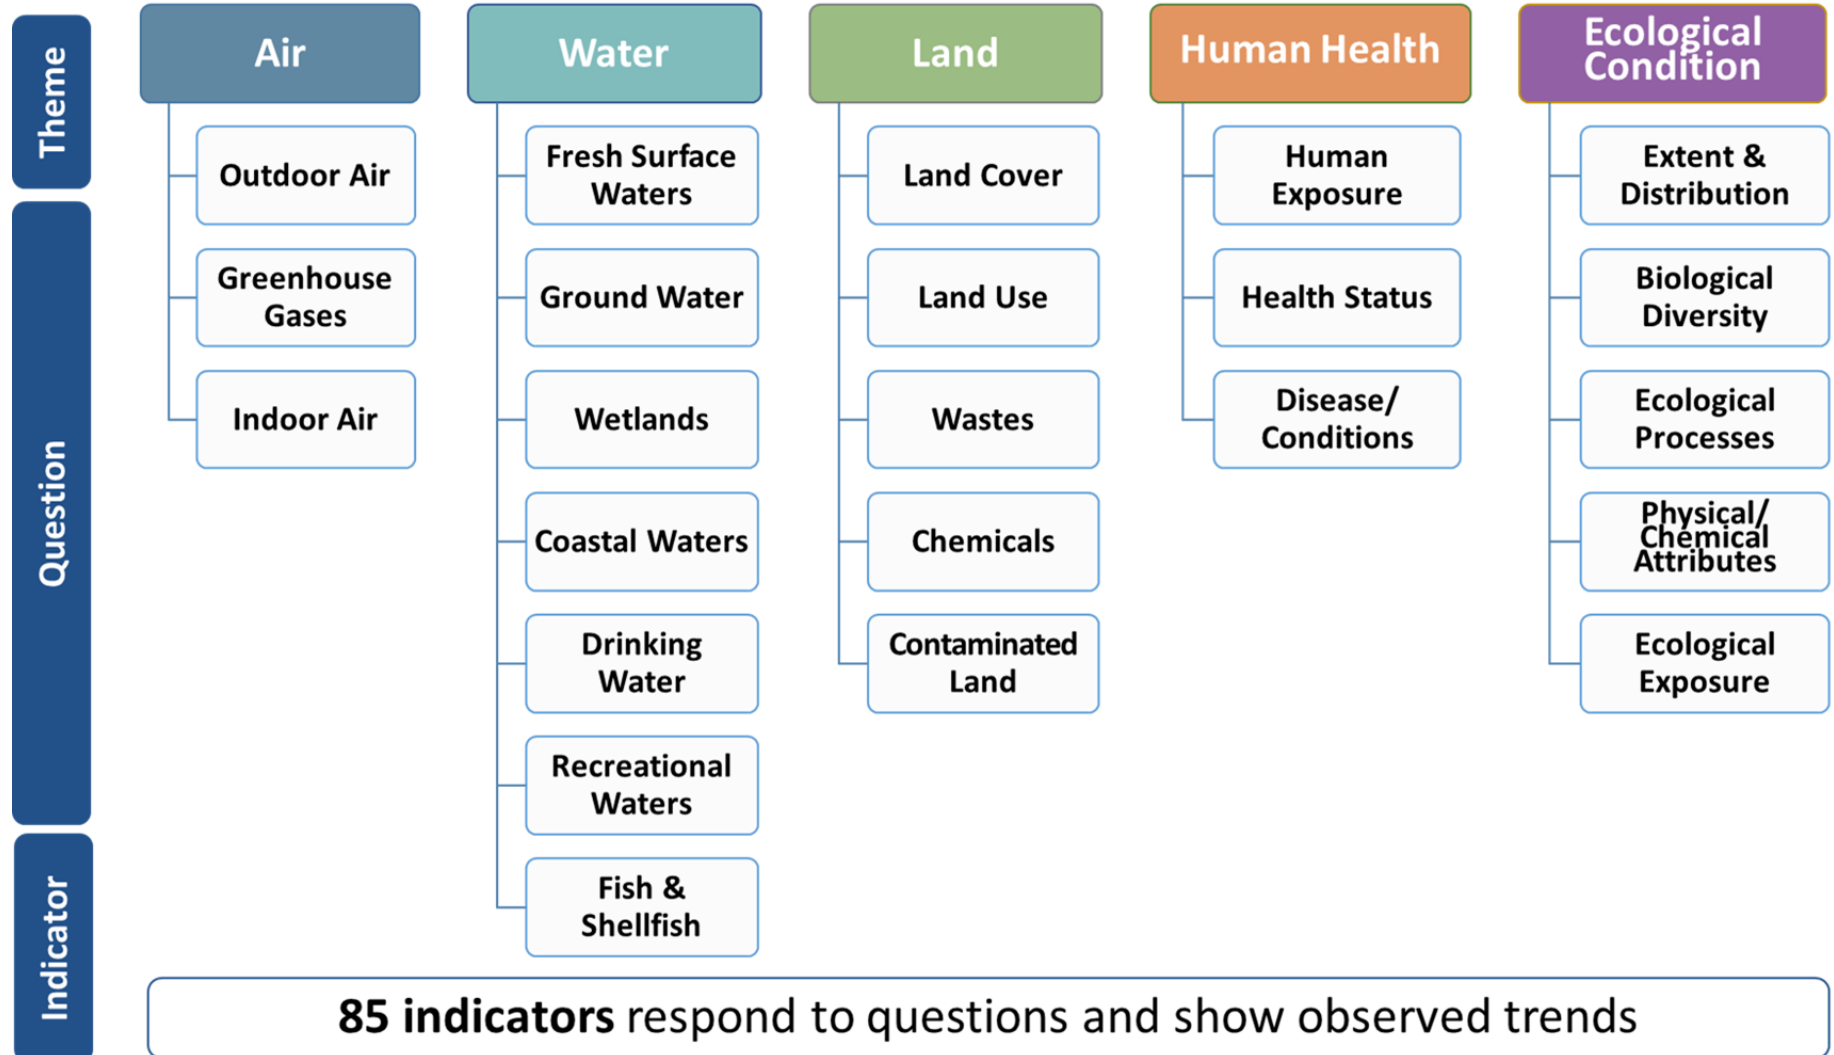 Theme
Question
Indicator
Air
Outdoor Air
Greenhouse
Gases
Indoor Air
Water
Fresh Surface
Waters
Ground Water
Wetlands
Coastal Waters
Drinking
Water
Recreational
Waters
Fish &
Shellfish
Land
Land Cover
Land Use
Wastes
Chemicals
Contaminated
Land
Human Health
Human
Exposure
Health Status
Disease/
Conditions
Ecological
Condition
Extent &
Distribution
Biological
Diversity
Ecological
Processes
Physical/
Chemical
Attributes
Ecological
Exposure
85 indicators respond to questions and show observed trends